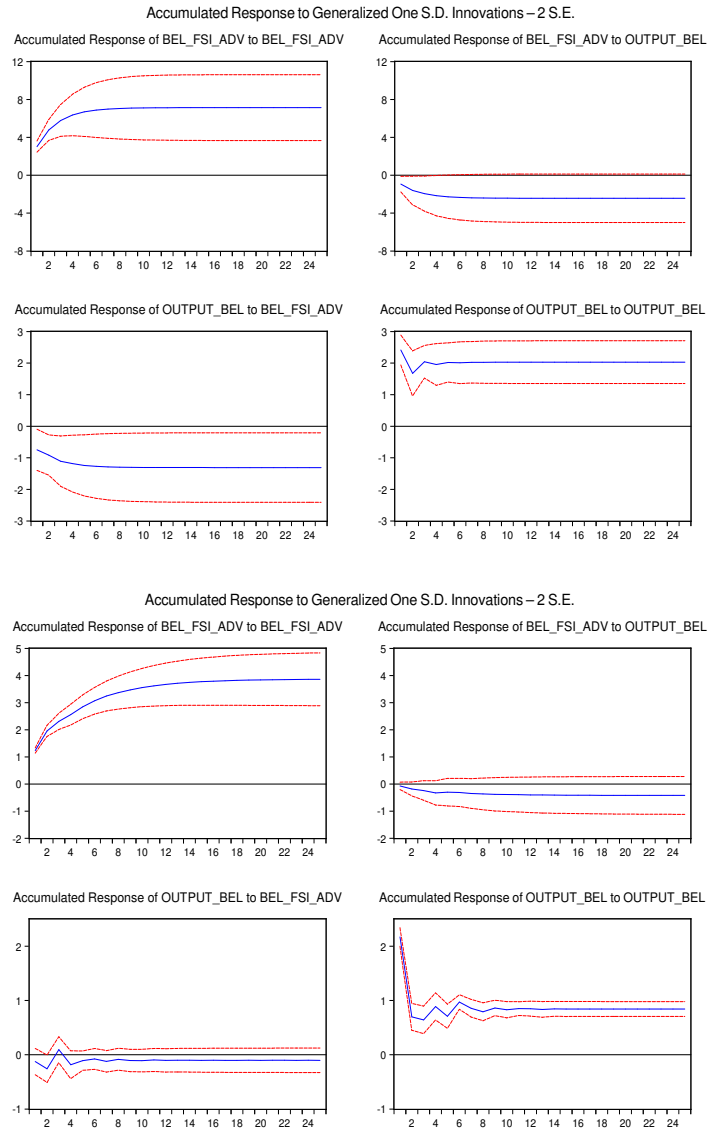 Accumulated Response to Generalized One S.D. Innovations – 2 S.E.
Accumulated Response of BEL_FSI_ADV to BEL_FSI_ADV
12
8
4
0
-4
-8
2 4 6 8 10 12 14 16 18 20 22 24
Accumulated Response of BEL_FSI_ADV to OUTPUT_BEL
12
8
4
0
-4
-8
2 4 6 8 10 12 14 16 18 20 22 24
Accumulated Response of OUTPUT_BEL to BEL_FSI_ADV
3
2
1
0
-1
-2
-3
2 4 6 8 10 12 14 16 18 20 22 24
Accumulated Response of OUTPUT_BEL to OUTPUT_BEL
3
2
1
0
-1
-2
-3
2 4 6 8 10 12 14 16 18 20 22 24
Accumulated Response to Generalized One S.D. Innovations – 2 S.E.
Accumulated Response of BEL_FSI_ADV to BEL_FSI_ADV
5
4
3
2
1
0
-1
-2
2 4 6 8 10 12 14 16 18 20 22 24
Accumulated Response of BEL_FSI_ADV to OUTPUT_BEL
5
4
3
2
1
0
-1
-2
2 4 6 8 10 12 14 16 18 20 22 24
Accumulated Response of OUTPUT_BEL to BEL_FSI_ADV
2
1
0
-1
2 4 6 8 10 12 14 16 18 20 22 24
Accumulated Response of OUTPUT_BEL to OUTPUT_BEL
2
1
0
-1
2 4 6 8 10 12 14 16 18 20 22 24